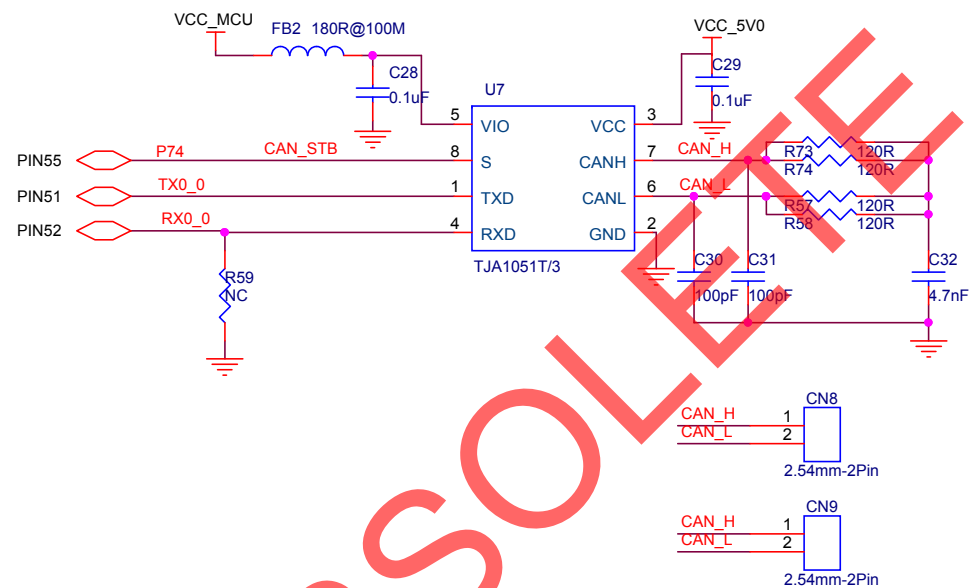 VCC_MCU
FB2 180R@100M
VCC_5V0
C28
0.1uF
C29
0.1uF
U7
5 VIO
VCC 3
PIN55 P74 CAN_STB 8 S
CANH 7 CAN_H
R73 120R
R74 120R
PIN51 TX0_0 1 TXD
CANL 6 CAN_L
R57 120R
R58 120R
PIN52 RX0_0 4 RXD
GND 2
TJA1051T/3
R59
NC
C30
100pF
C31
100pF
C32
4.7nF
CN8
CAN_H 1
CAN_L 2
2.54mm-2Pin
CN9
CAN_H 1
CAN_L 2
2.54mm-2Pin
SOLETE